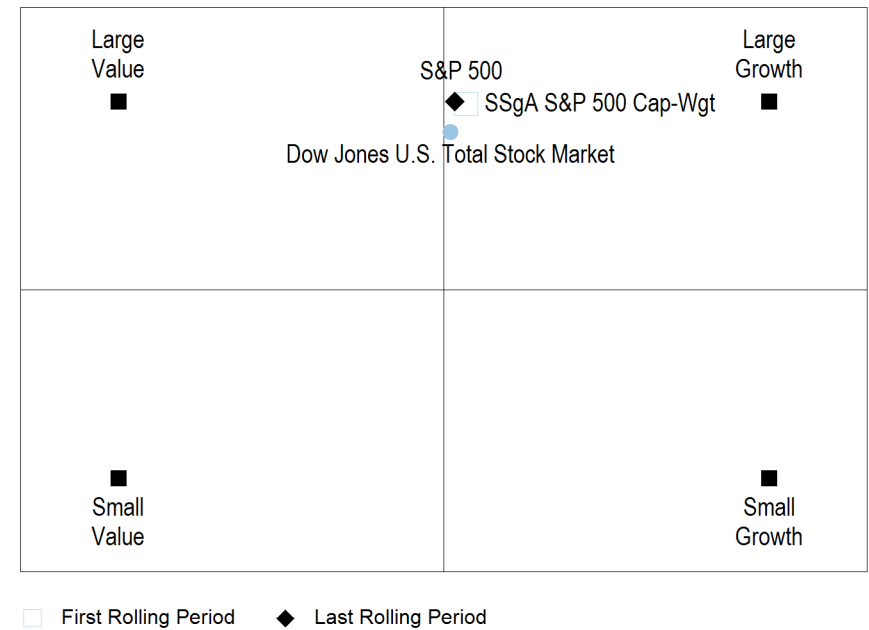 Large
Value
Large
Growth
S&P 500
SSgA S&P 500 Cap-Wgt
Dow Jones U.S. Total Stock Market
Small
Value
Small
Growth
First Rolling Period
Last Rolling Period